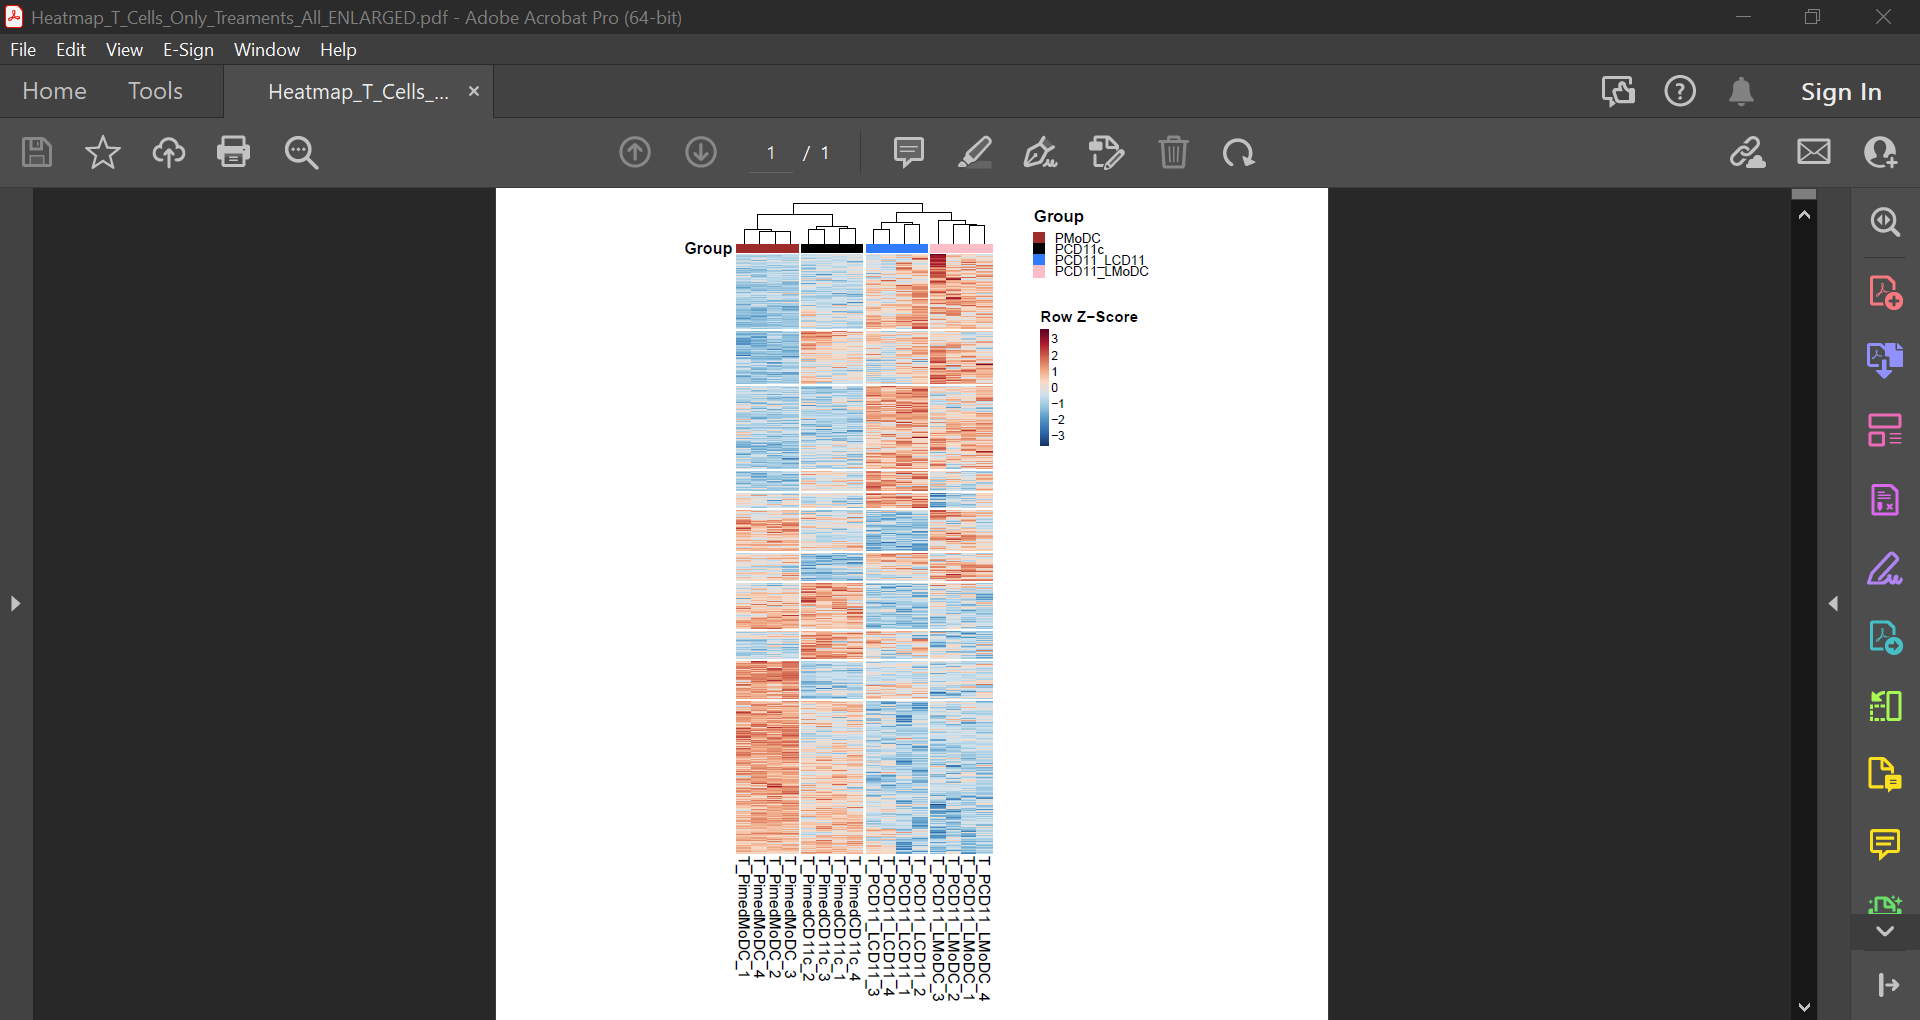 Heatmap_T_Cells_Only_Treaments_All_ENLARGED.pdf - Adobe Acrobat Pro (64-bit)
File Edit View E-Sign Window Help
Home Tools Heatmap_T_Cells_... × Sign In
1 / 1
Group
Group
PMoDC
PCD11c
PCD11_LCD11
PCD11_LMoDC
Row Z−Score
3
2
1
0
−1
−2
−3
T_PimedMoDC_1
T_PimedMoDC_4
T_PimedMoDC_2
T_PimedMoDC_3
T_PimedCD11c_2
T_PimedCD11c_3
T_PimedCD11c_1
T_PimedCD11c_4
T_PCD11_LCD11_3
T_PCD11_LCD11_4
T_PCD11_LCD11_1
T_PCD11_LCD11_2
T_PCD11_LMoDC_3
T_PCD11_LMoDC_2
T_PCD11_LMoDC_1
T_PCD11_LMoDC_4